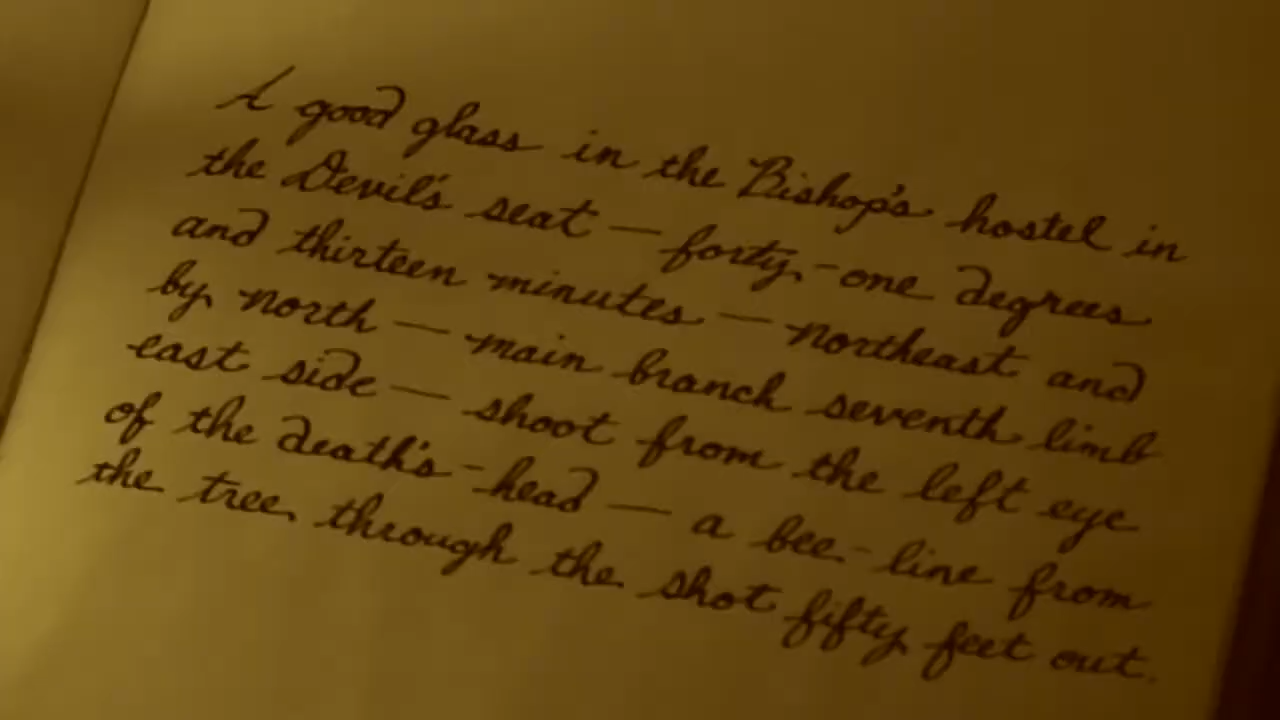 A good glass in the Bishop's hostel in
the Devil's seat — forty-one degrees
and thirteen minutes — northeast and
by north — main branch seventh limb
east side — shoot from the left eye
of the death's-head — a bee-line from
the tree through the shot fifty feet out.